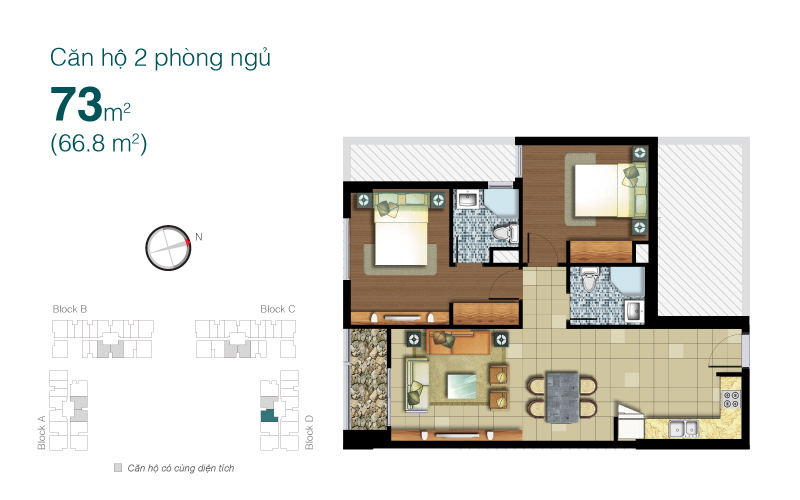 Căn hộ 2 phòng ngủ
73m²
(66.8 m²)
N
Block B
Block C
Block A
Block D
Căn hộ có cùng diện tích